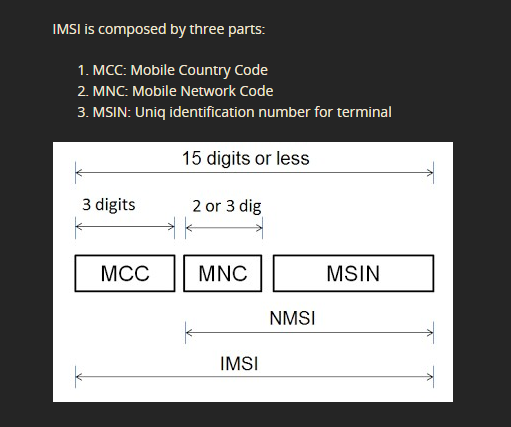 IMSI is composed by three parts:
1. MCC: Mobile Country Code
2. MNC: Mobile Network Code
3. MSIN: Uniq identification number for terminal
15 digits or less
3 digits
2 or 3 dig
MCC
MNC
MSIN
NMSI
IMSI